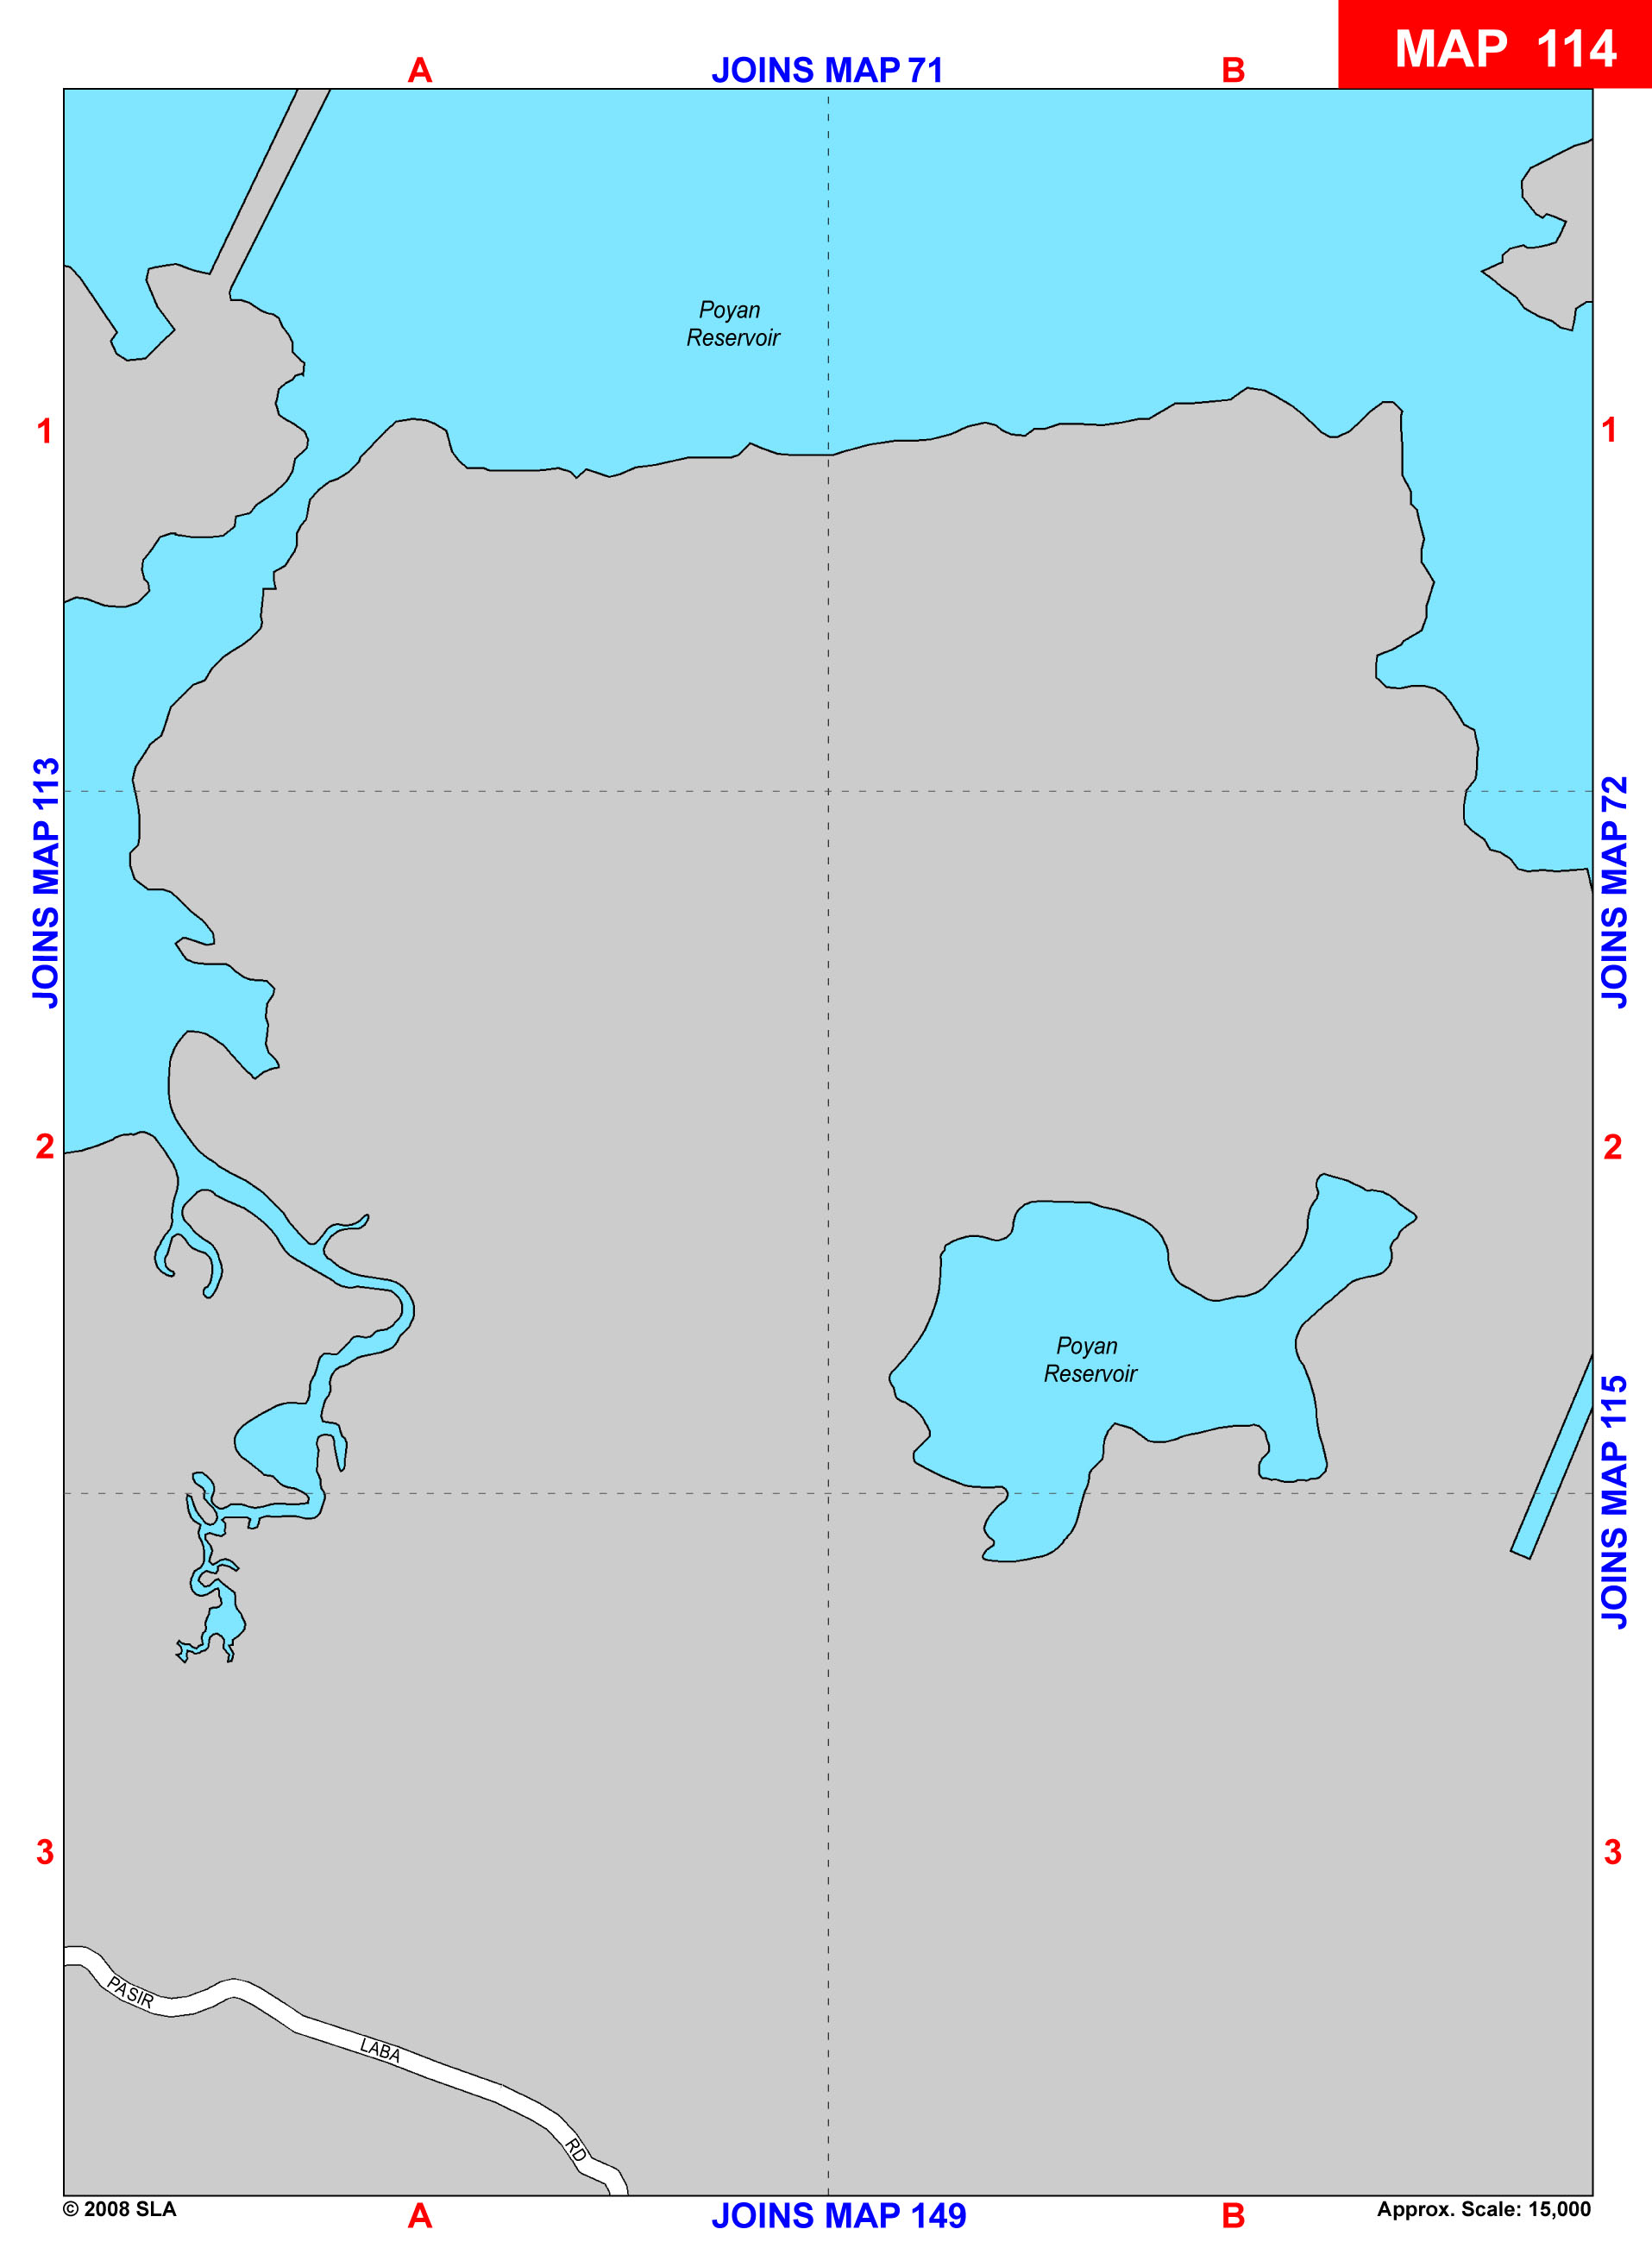 MAP 114
A
JOINS MAP 71
B
Poyan
Reservoir
1
1
JOINS MAP 113
JOINS MAP 72
2
2
Poyan
Reservoir
JOINS MAP 115
3
3
PASIR
LABA
RD
© 2008 SLA
A
JOINS MAP 149
B
Approx. Scale: 15,000